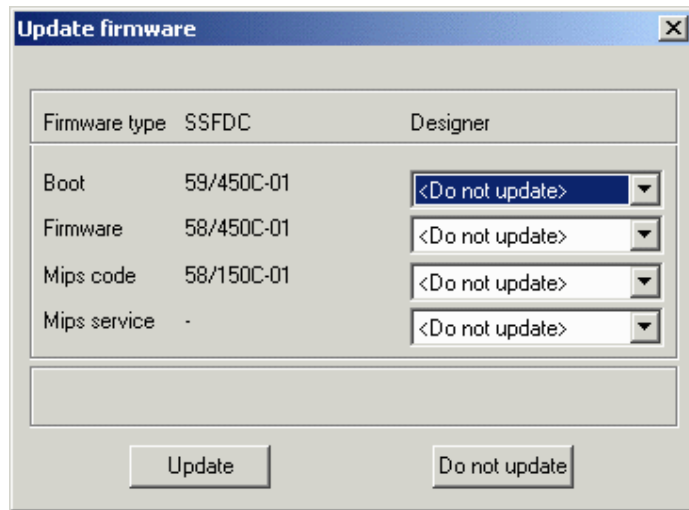 Update firmware
Firmware type SSFDC Designer
Boot 59/450C-01 <Do not update>
Firmware 58/450C-01 <Do not update>
Mips code 58/150C-01 <Do not update>
Mips service - <Do not update>
Update Do not update